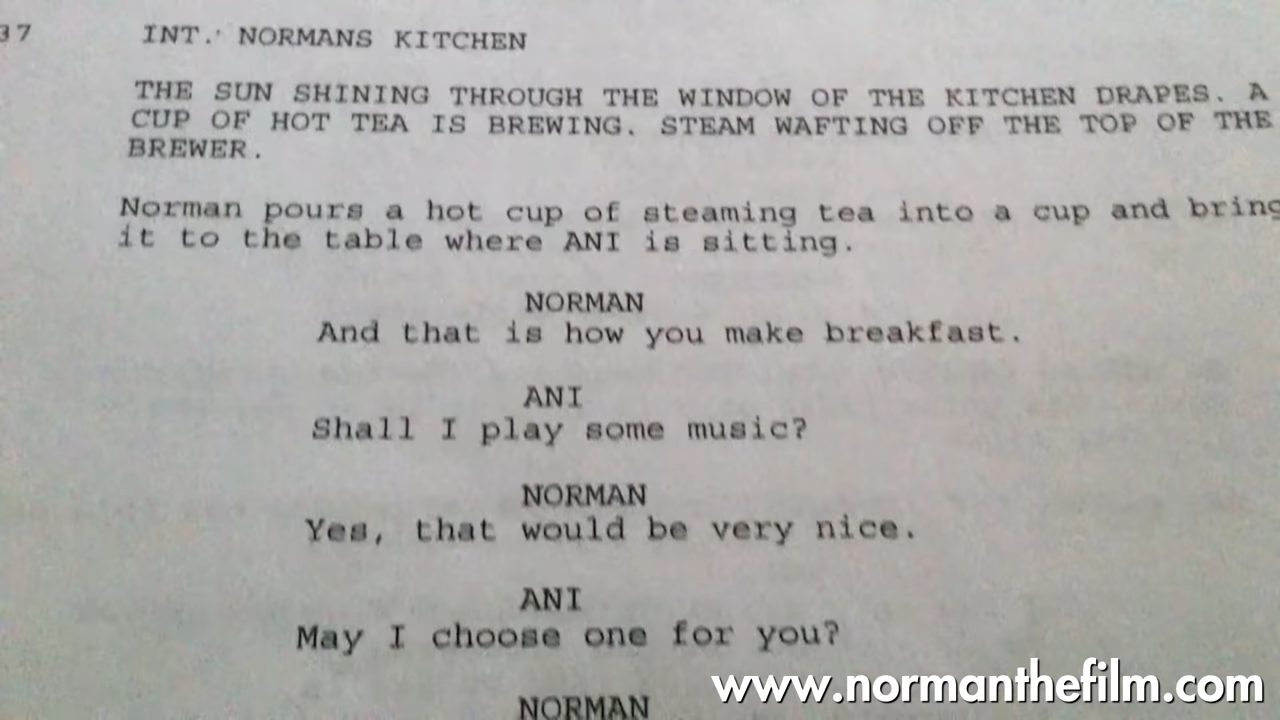 37 INT. NORMANS KITCHEN
THE SUN SHINING THROUGH THE WINDOW OF THE KITCHEN DRAPES. A
CUP OF HOT TEA IS BREWING. STEAM WAFTING OFF THE TOP OF THE
BREWER.
Norman pours a hot cup of steaming tea into a cup and bring
it to the table where ANI is sitting.
NORMAN
And that is how you make breakfast.
ANI
Shall I play some music?
NORMAN
Yes, that would be very nice.
ANI
May I choose one for you?
NORMAN
www.normanthefilm.com